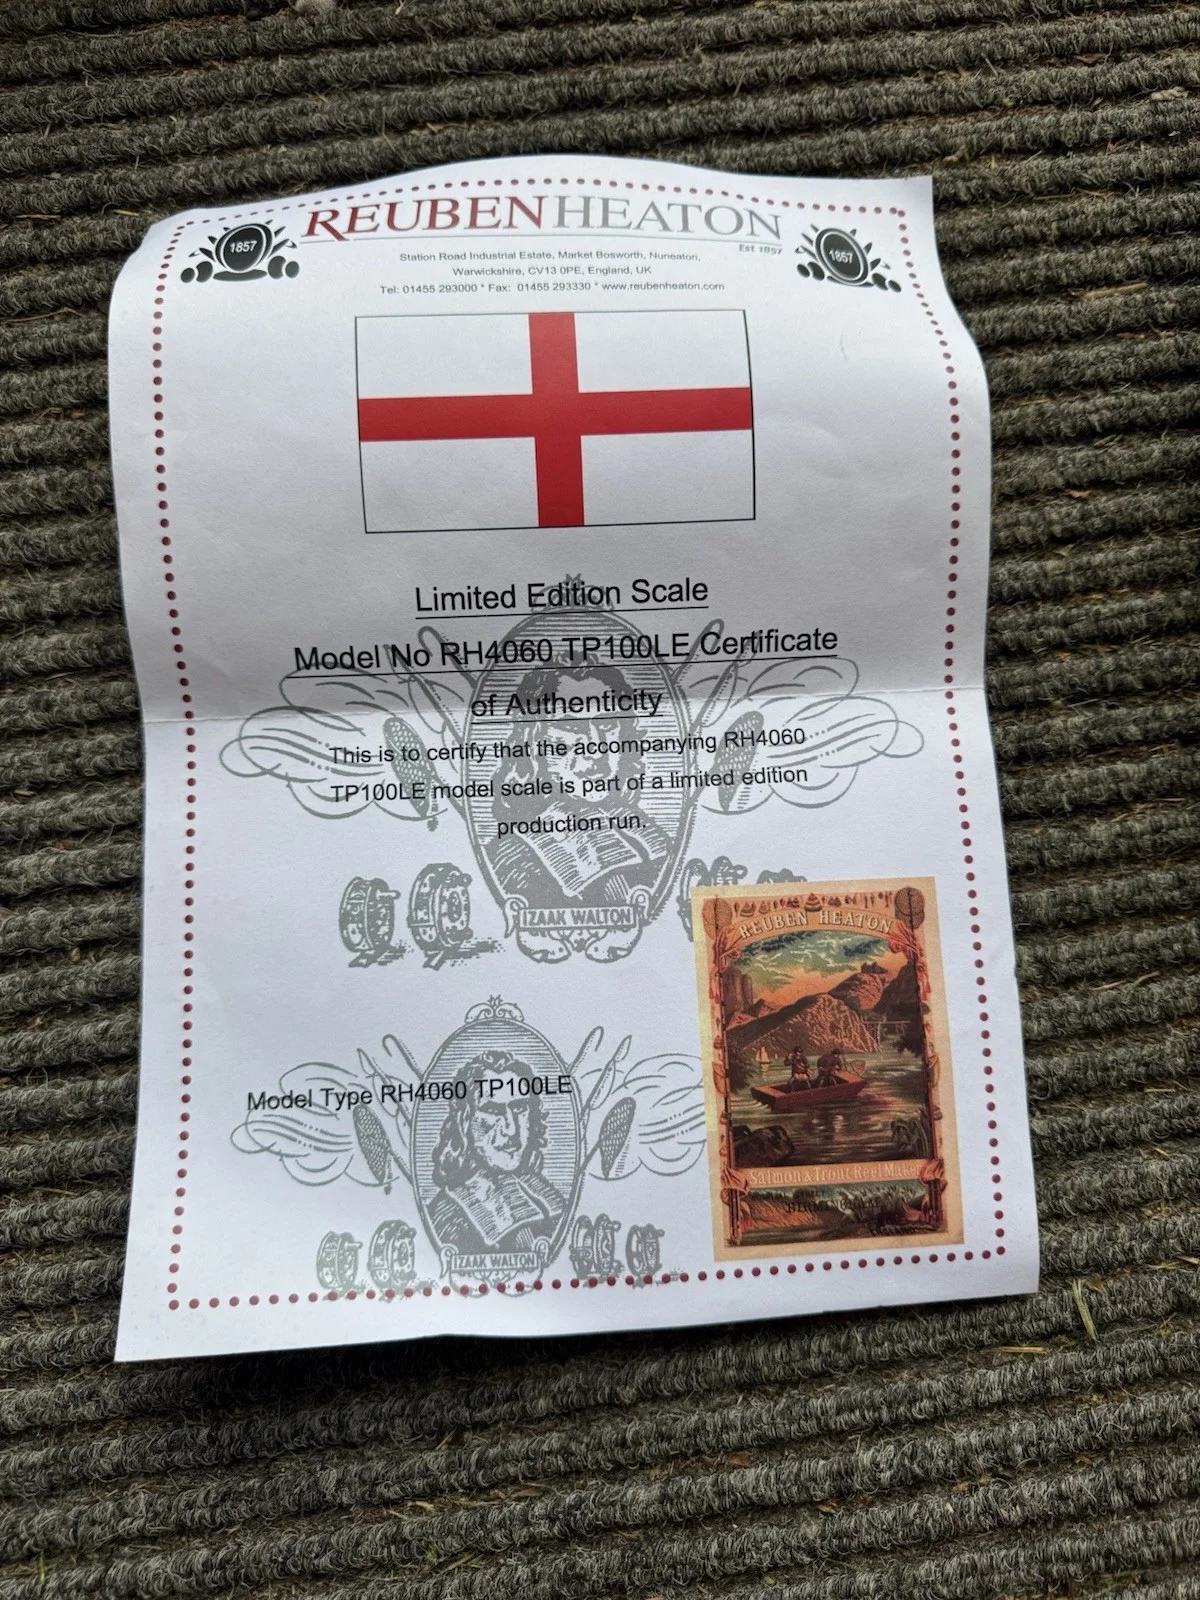 1857
REUBENHEATON
Est 1857
1857
Station Road Industrial Estate, Market Bosworth, Nuneaton,
Warwickshire, CV13 0PE, England, UK
Tel: 01455 293000 * Fax: 01455 293330 * www.reubenheaton.com
Limited Edition Scale
Model No RH4060 TP100LE Certificate
of Authenticity
This is to certify that the accompanying RH4060
TP100LE model scale is part of a limited edition
production run.
IZAAK WALTON
REUBEN HEATON
Model Type RH4060 TP100LE
Salmon & Trout Reel Maker
IZAAK WALTON